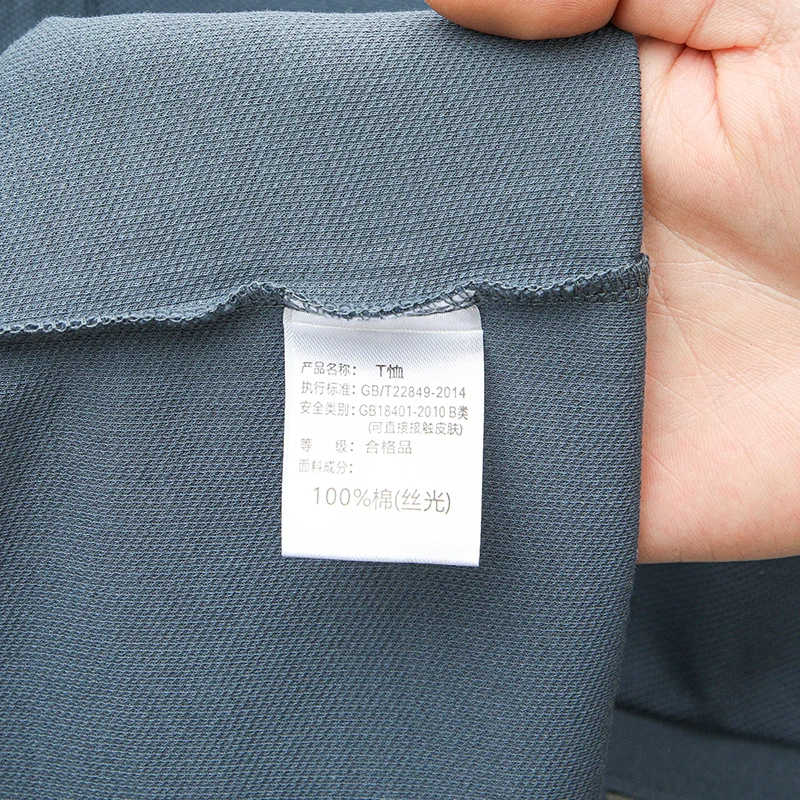 产品名称： T恤
执行标准：GB/T22849-2014
安全类别：GB18401-2010 B类
(可直接接触皮肤)
等 级：合格品
面料成分：
100%棉(丝光)